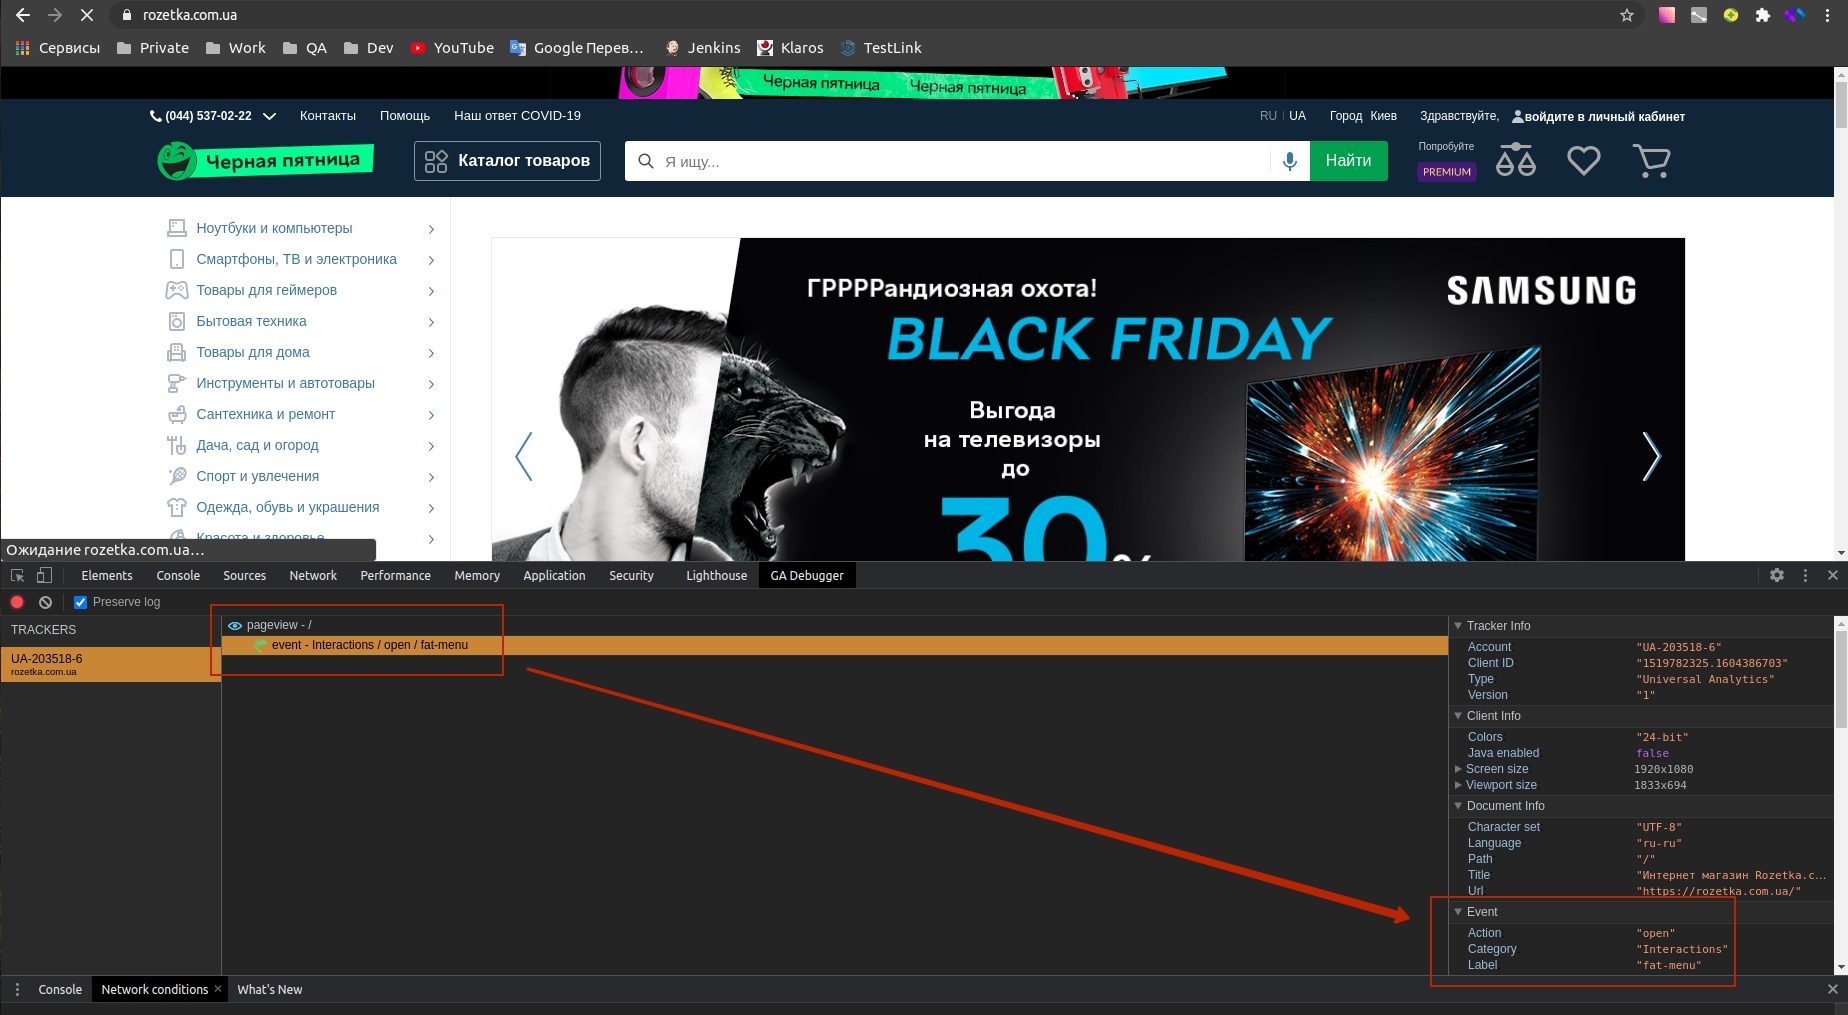 rozetka.com.ua
Сервисы Private Work QA Dev YouTube Google Перев… Jenkins Klaros TestLink
Черная пятница Черная пятница
(044) 537-02-22 Контакты Помощь Наш ответ COVID-19 RU UA Город Киев Здравствуйте, войдите в личный кабинет
Черная пятница Каталог товаров Я ищу... Найти Попробуйте
PREMIUM
Ноутбуки и компьютеры
Смартфоны, ТВ и электроника
Товары для геймеров
Бытовая техника
Товары для дома
Инструменты и автотовары
Сантехника и ремонт
Дача, сад и огород
Спорт и увлечения
Одежда, обувь и украшения
Красота и здоровье
ГРРРРандиозная охота!
SAMSUNG
BLACK FRIDAY
Выгода
на телевизоры
до
30%
Ожидание rozetka.com.ua…
Elements Console Sources Network Performance Memory Application Security Lighthouse GA Debugger
Preserve log
TRACKERS
UA-203518-6
rozetka.com.ua
pageview - /
event - Interactions / open / fat-menu
Tracker Info
Account "UA-203518-6"
Client ID "1519782325.1604386703"
Type "Universal Analytics"
Version "1"
Client Info
Colors "24-bit"
Java enabled false
Screen size 1920x1080
Viewport size 1833x694
Document Info
Character set "UTF-8"
Language "ru-ru"
Path "/"
Title "Интернет магазин Rozetka.c…
Url "https://rozetka.com.ua/"
Event
Action "open"
Category "Interactions"
Label "fat-menu"
Console Network conditions What's New